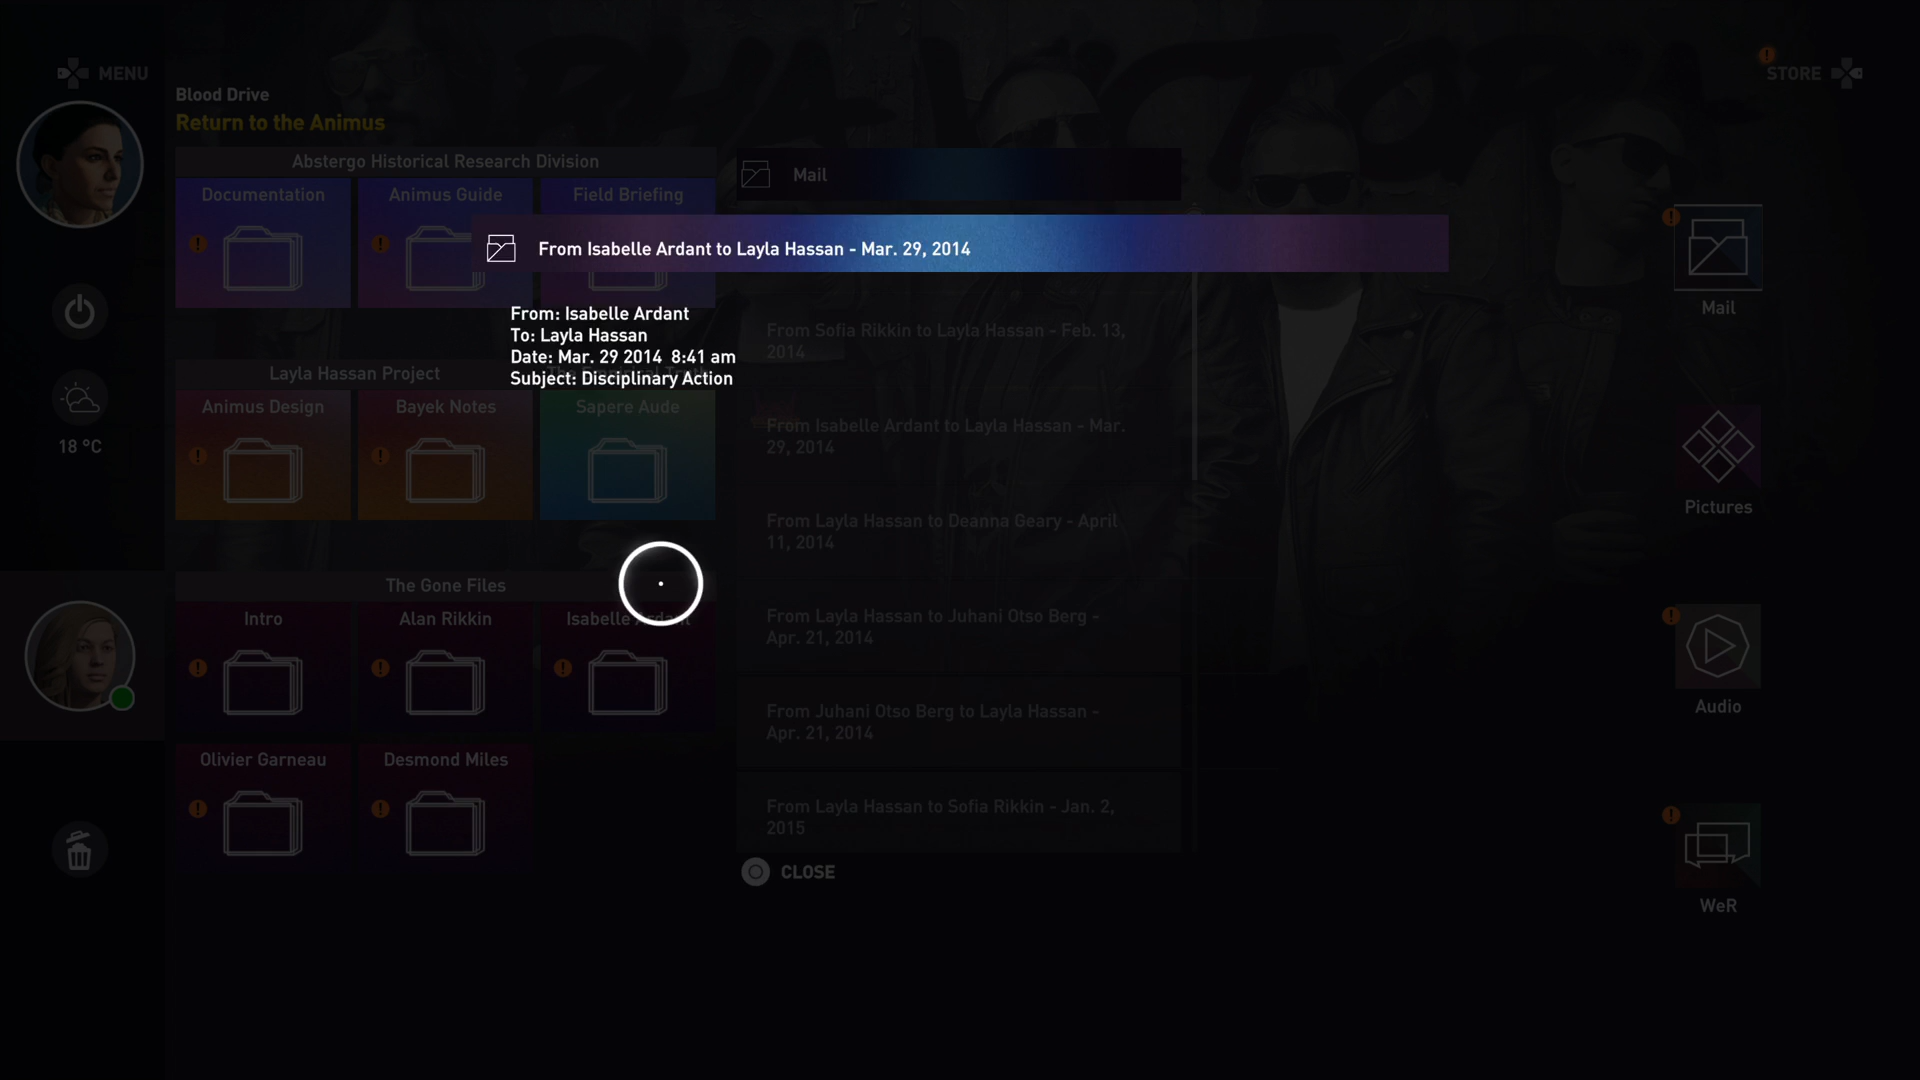 MENU
STORE
Blood Drive
Return to the Animus
Abstergo Historical Research Division
Documentation
Animus Guide
Field Briefing
Mail
From Isabelle Ardant to Layla Hassan - Mar. 29, 2014
From: Isabelle Ardant
To: Layla Hassan
Date: Mar. 29 2014 8:41 am
Subject: Disciplinary Action
Layla Hassan Project
Animus Design
Bayek Notes
Sapere Aude
18 °C
The Gone Files
Intro
Alan Rikkin
Isabelle Ardant
Olivier Garneau
Desmond Miles
From Sofia Rikkin to Layla Hassan - Feb. 13,
2014
From Isabelle Ardant to Layla Hassan - Mar.
29, 2014
From Layla Hassan to Deanna Geary - April
11, 2014
From Layla Hassan to Juhani Otso Berg -
Apr. 21, 2014
From Juhani Otso Berg to Layla Hassan -
Apr. 21, 2014
From Layla Hassan to Sofia Rikkin - Jan. 2,
2015
CLOSE
Mail
Pictures
Audio
WeR